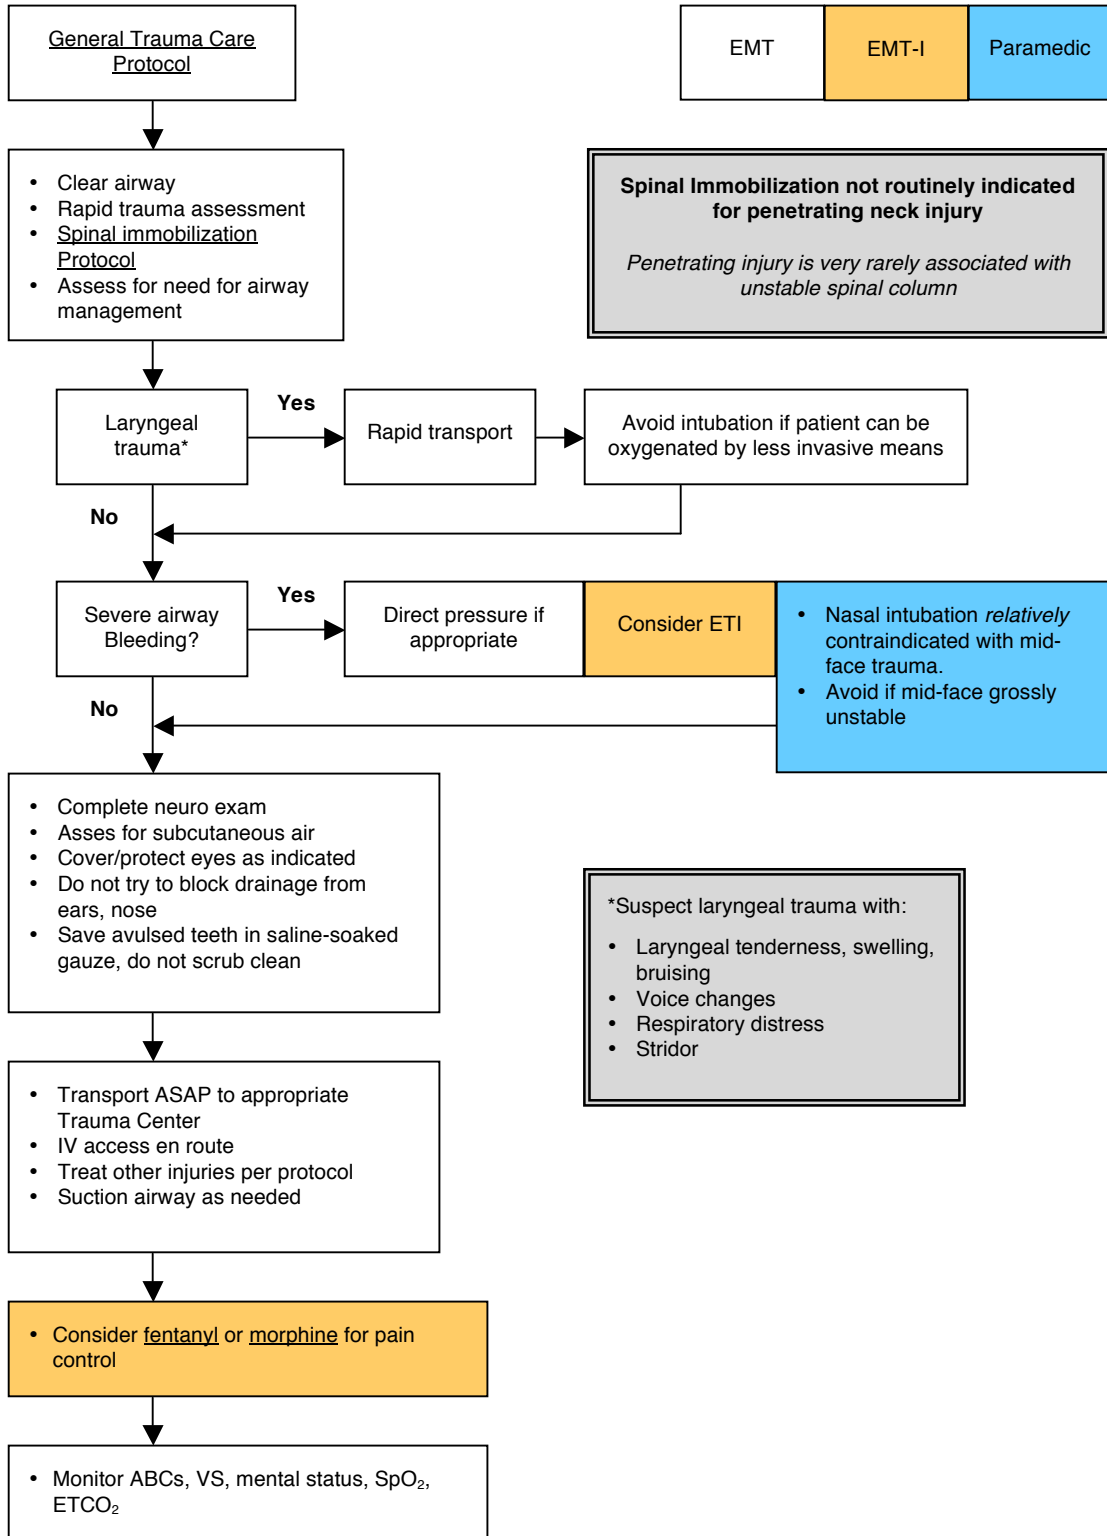 General Trauma Care
Protocol
EMT
EMT-I
Paramedic
• Clear airway
• Rapid trauma assessment
• Spinal immobilization
Protocol
• Assess for need for airway
management
Spinal Immobilization not routinely indicated
for penetrating neck injury
Penetrating injury is very rarely associated with
unstable spinal column
Laryngeal
trauma*
Yes
Rapid transport
Avoid intubation if patient can be
oxygenated by less invasive means
No
Severe airway
Bleeding?
Yes
Direct pressure if
appropriate
Consider ETI
• Nasal intubation relatively
contraindicated with mid-
face trauma.
• Avoid if mid-face grossly
unstable
No
• Complete neuro exam
• Asses for subcutaneous air
• Cover/protect eyes as indicated
• Do not try to block drainage from
ears, nose
• Save avulsed teeth in saline-soaked
gauze, do not scrub clean
*Suspect laryngeal trauma with:
• Laryngeal tenderness, swelling,
bruising
• Voice changes
• Respiratory distress
• Stridor
• Transport ASAP to appropriate
Trauma Center
• IV access en route
• Treat other injuries per protocol
• Suction airway as needed
• Consider fentanyl or morphine for pain
control
• Monitor ABCs, VS, mental status, SpO₂,
ETCO₂